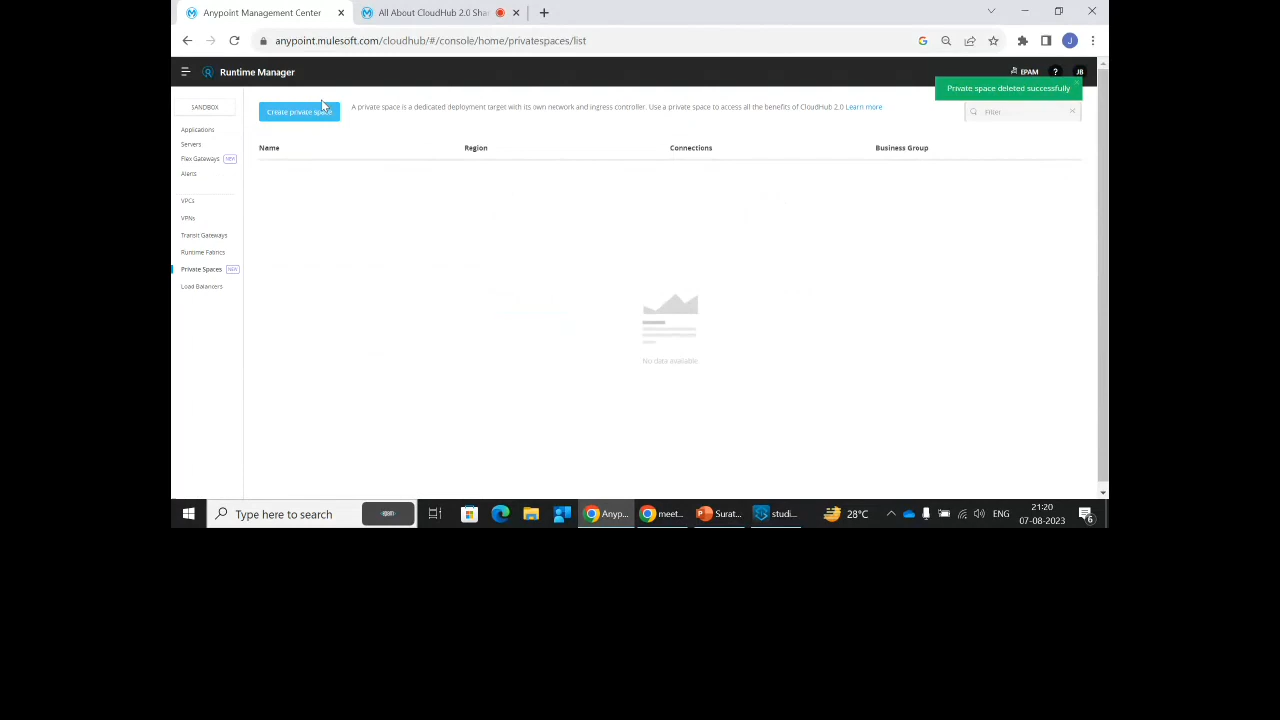 Anypoint Management Center
All About CloudHub 2.0 Sha
anypoint.mulesoft.com/cloudhub/#/console/home/privatespaces/list
J
Runtime Manager
EPAM
?
JB
Private space deleted successfully
SANDBOX
Create private space
A private space is a dedicated deployment target with its own network and ingress controller. Use a private space to access all the benefits of CloudHub 2.0 Learn more
Filter
Applications
Servers
Flex Gateways NEW
Alerts
VPCs
VPNs
Transit Gateways
Runtime Fabrics
Private Spaces NEW
Load Balancers
Name Region Connections Business Group
No data available
Type here to search
Anyp...
meet...
Surat...
studi...
28°C
ENG
21:20
07-08-2023
6